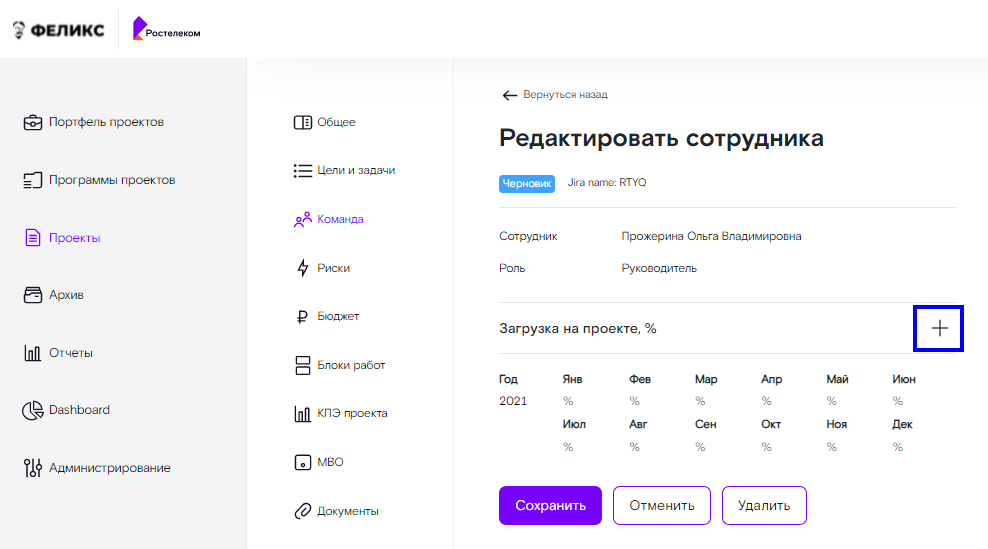 ФЕЛИКС
Ростелеком
Портфель проектов
Программы проектов
Проекты
Архив
Отчеты
Dashboard
Администрирование
Общее
Цели и задачи
Команда
Риски
Бюджет
Блоки работ
КПЭ проекта
МВО
Документы
Вернуться назад
Редактировать сотрудника
Черновик Jira name: RTYQ
Сотрудник Прожерина Ольга Владимировна
Роль Руководитель
Загрузка на проекте, %
Год Янв Фев Мар Апр Май Июн
2021 % % % % % %
Июл Авг Сен Окт Ноя Дек
% % % % % %
Сохранить Отменить Удалить